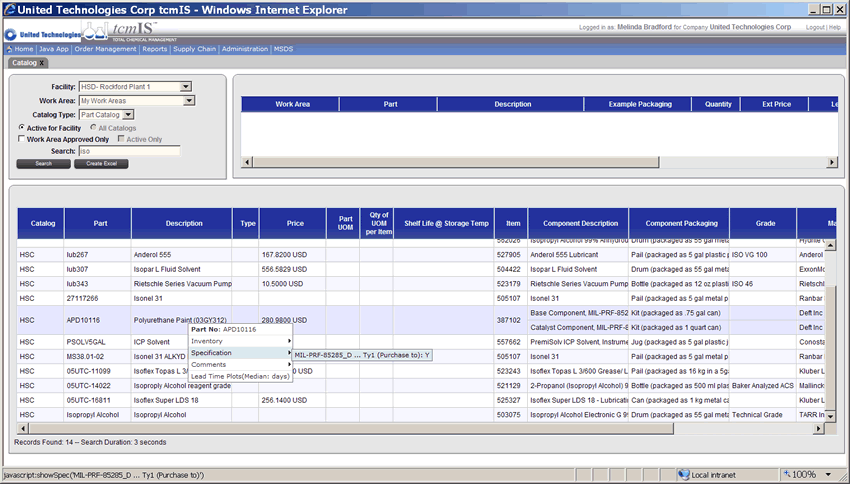 United Technologies Corp tcmIS - Windows Internet Explorer
United Technologies tcmIS™
TOTAL CHEMICAL MANAGEMENT
Logged in as: Melinda Bradford for Company United Technologies Corp Logout | Help
Home | Java App | Order Management | Reports | Supply Chain | Administration | MSDS
Catalog X
Facility: HSD- Rockford Plant 1
Work Area: My Work Areas
Catalog Type: Part Catalog
Active for Facility All Catalogs
Work Area Approved Only Active Only
Search: iso
Search Create Excel
Work Area Part Description Example Packaging Quantity Ext Price Le
Catalog Part Description Type Price Part UOM Qty of UOM per Item Shelf Life @ Storage Temp Item Component Description Component Packaging Grade Ma
552026 Isopropyl Alcohol 99% Anhydrou Drum (packaged as 55 gal meta Hydrite
HSC lub267 Anderol 555 167.8200 USD 527905 Anderol 555 Lubricant Pail (packaged as 5 gal plastic p ISO VG 100 Anderol
HSC lub307 Isopar L Fluid Solvent 556.5829 USD 504422 Isopar L Fluid Solvent Drum (packaged as 55 gal meta ExxonMo
HSC lub343 Rietschle Series Vacuum Pump 10.5000 USD 523179 Rietschle Series Vacuum Pump Bottle (packaged as 12 oz plasti ISO 46 Rietschl
HSC 27117266 Isonel 31 505107 Isonel 31 Pail (packaged as 5 gal metal p Ranbar
HSC APD10116 Polyurethane Paint (03GY312) 280.9800 USD 387102 Base Component, MIL-PRF-852 Kit (packaged as .75 gal can) Deft Inc
Catalyst Component, MIL-PRF-8 Kit (packaged as 1 quart can) Deft Inc
Part No: APD10116
Inventory
Specification
MIL-PRF-85285_D ... Ty1 (Purchase to): Y
Comments
Lead Time Plots(Median: days)
HSC PSOLV5GAL ICP Solvent 557662 PremiSolv ICP Solvent, Instrume Jug (packaged as 5 gal plastic j Conosta
HSC MS38.01-02 Isonel 31 ALKYD 505107 Isonel 31 Pail (packaged as 5 gal metal p Ranbar
HSC 05UTC-11099 Isoflex Topas L 3/ 00 USD 523243 Isoflex Topas L 3/600 Grease/ L Pail (packaged as 16 kg in a 5ga Kluber L
HSC 05UTC-14022 Isoproply Alcohol reagent grade 521129 2-Propanol (Isopropyl Alcohol) 9 Bottle (packaged as 500 ml plas Baker Analyzed ACS Mallinck
HSC 05UTC-16811 Isoflex Super LDS 18 256.1400 USD 525327 Isoflex Super LDS 18 - Lubricati Can (packaged as 1 kg metal ca Kluber L
HSC Isopropyl Alcohol Isopropyl Alcohol 503075 Isopropyl Alcohol Electronic G 9 Drum (packaged as 55 gal meta Technical Grade TARR In
Records Found: 14 -- Search Duration: 3 seconds
javascript:showSpec('MIL-PRF-85285_D ... Ty1 (Purchase to)') Local intranet 100%